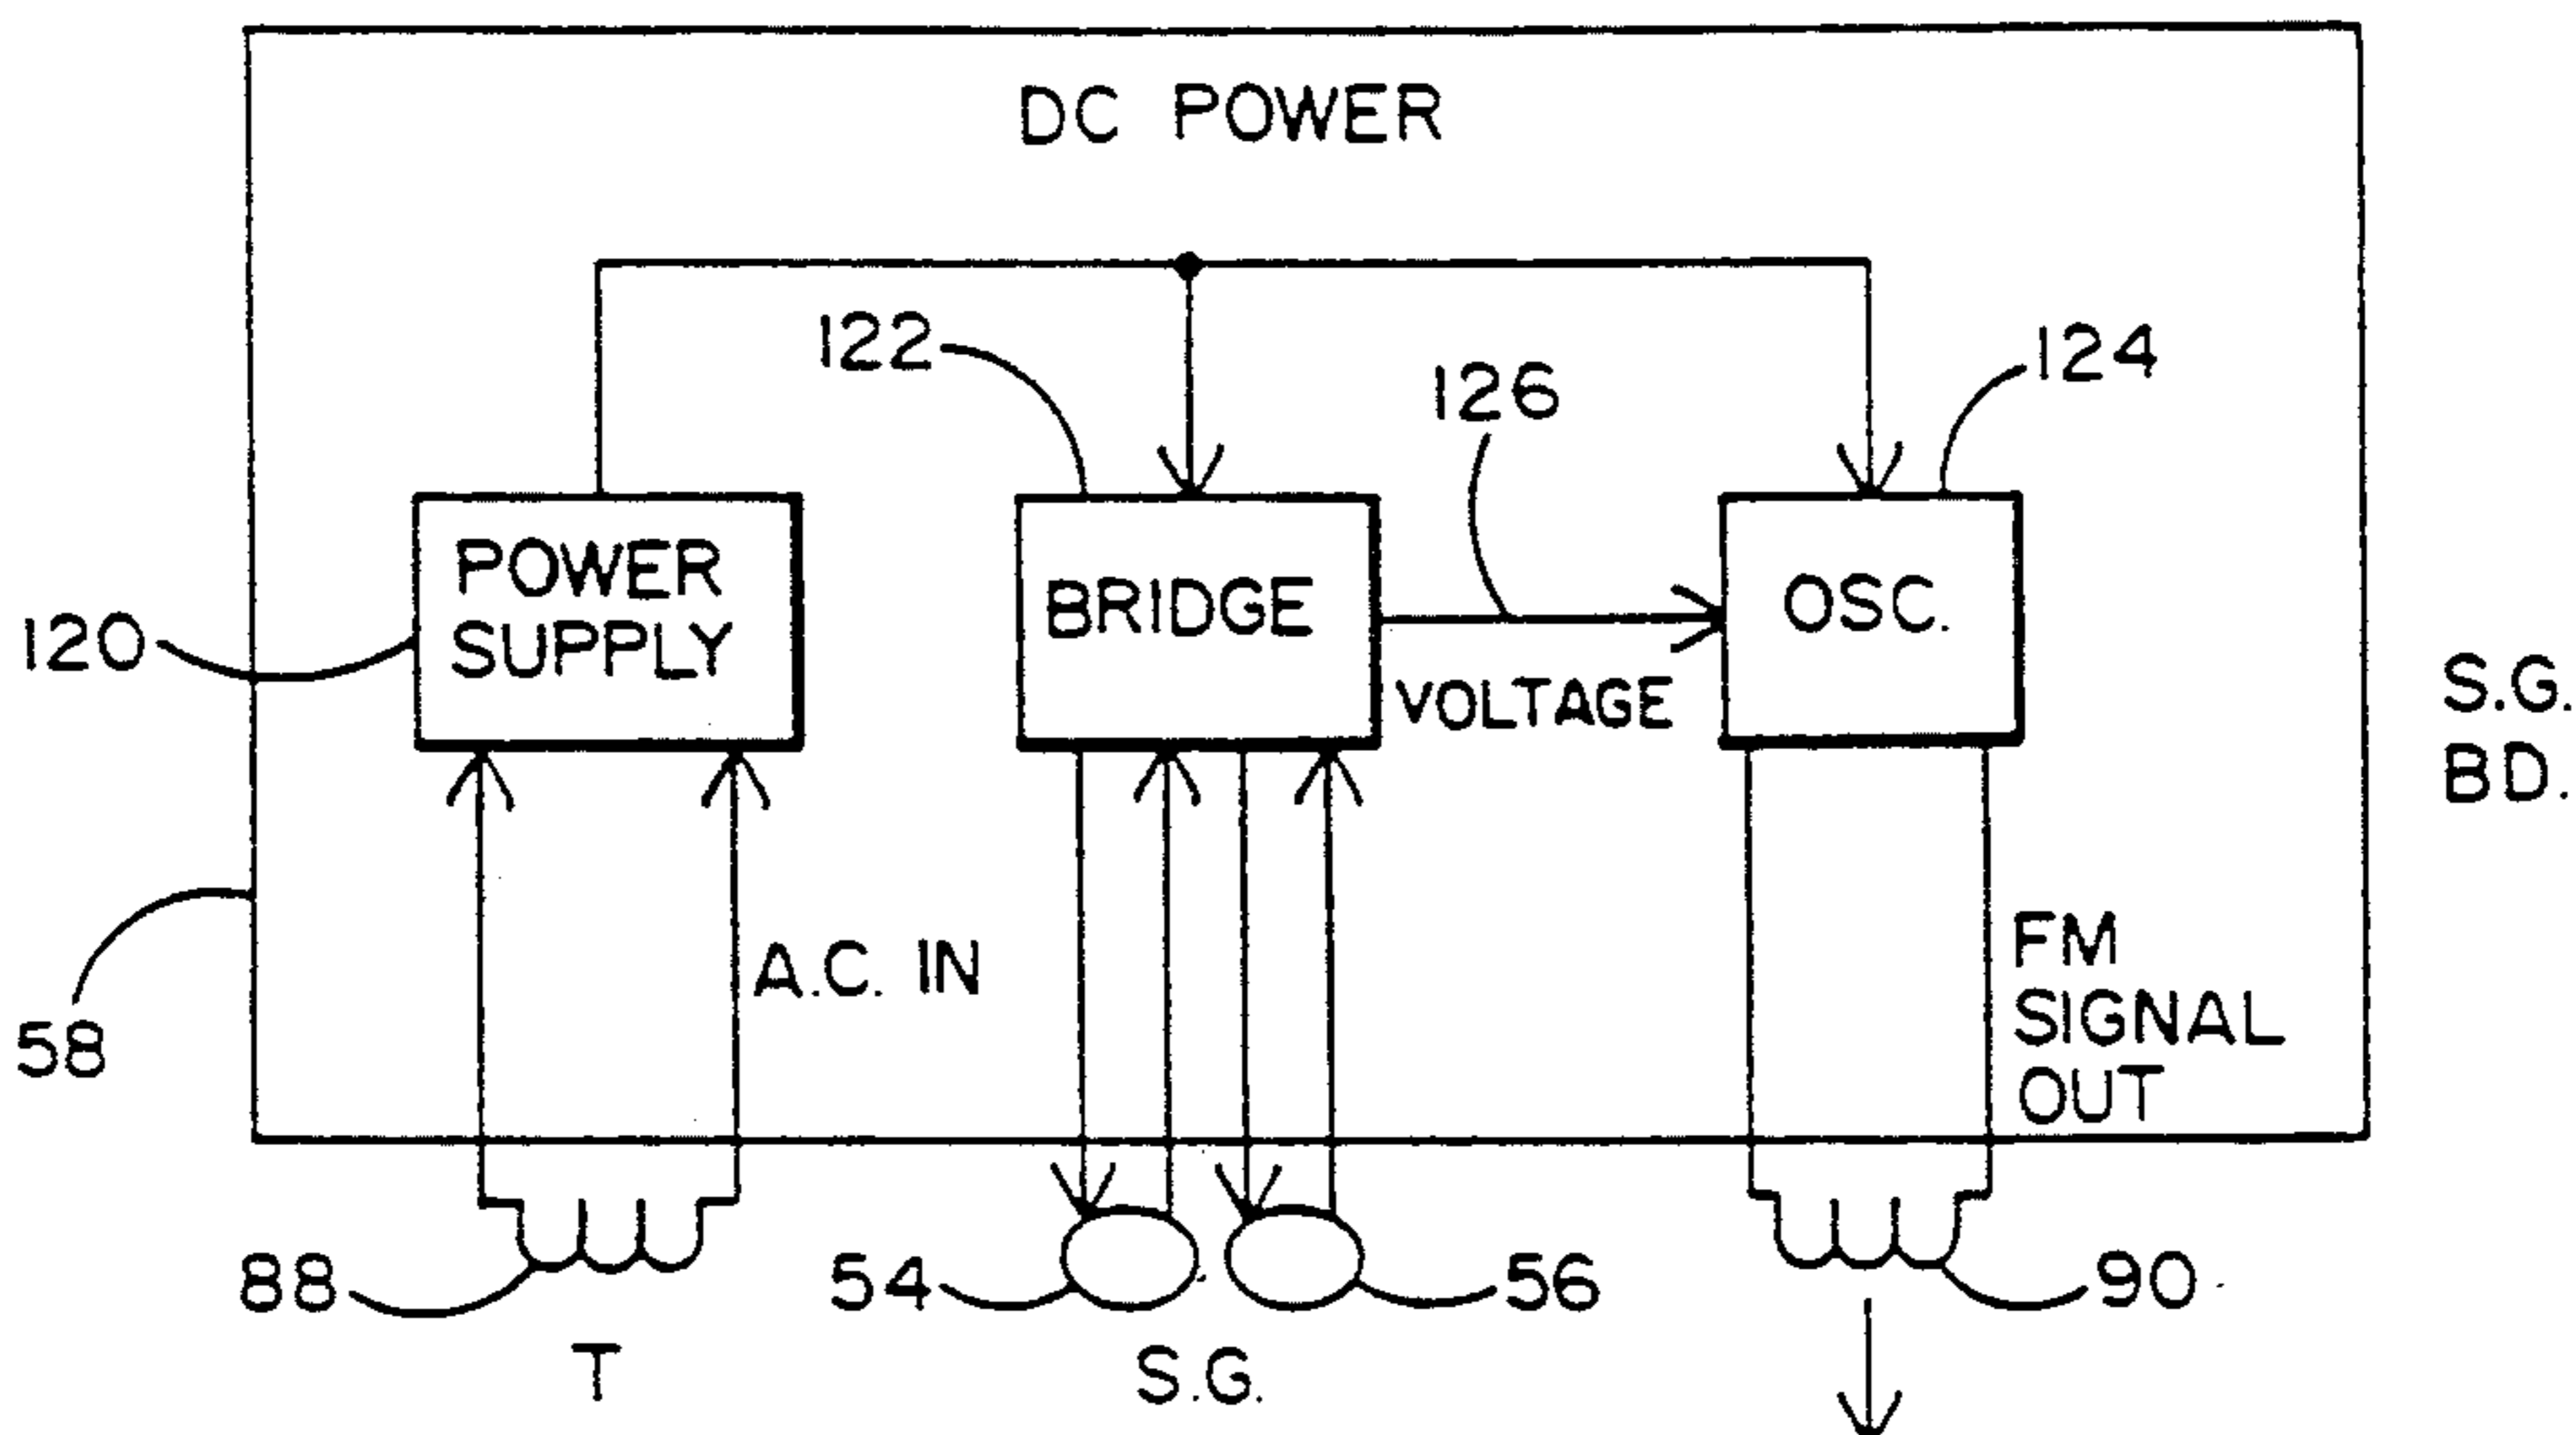 DC POWER
122
126
124
POWER
SUPPLY
BRIDGE
OSC.
120
VOLTAGE
S.G.
BD.
A.C. IN
FM
SIGNAL
OUT
58
88
54
56
90
T
S.G.